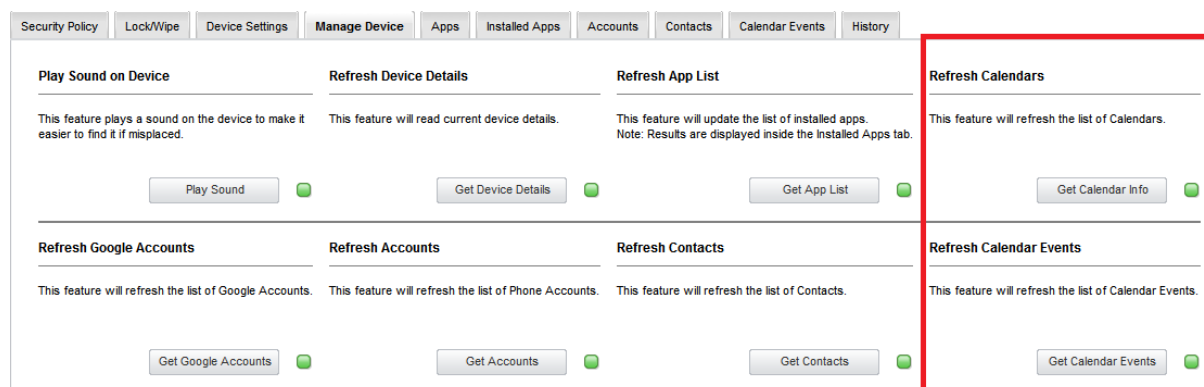 Security Policy
Lock/Wipe
Device Settings
Manage Device
Apps
Installed Apps
Accounts
Contacts
Calendar Events
History
Play Sound on Device
This feature plays a sound on the device to make it
easier to find it if misplaced.
Play Sound
Refresh Device Details
This feature will read current device details.
Get Device Details
Refresh App List
This feature will update the list of installed apps.
Note: Results are displayed inside the Installed Apps tab.
Get App List
Refresh Calendars
This feature will refresh the list of Calendars.
Get Calendar Info
Refresh Google Accounts
This feature will refresh the list of Google Accounts.
Get Google Accounts
Refresh Accounts
This feature will refresh the list of Phone Accounts.
Get Accounts
Refresh Contacts
This feature will refresh the list of Contacts.
Get Contacts
Refresh Calendar Events
This feature will refresh the list of Calendar Events.
Get Calendar Events